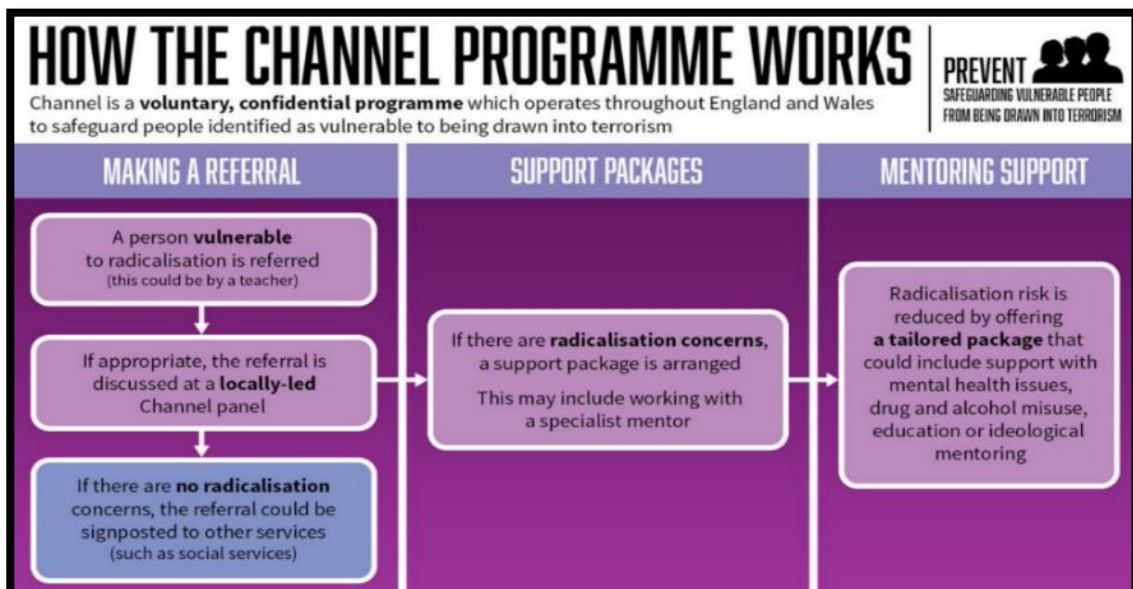 HOW THE CHANNEL PROGRAMME WORKS
Channel is a voluntary, confidential programme which operates throughout England and Wales
to safeguard people identified as vulnerable to being drawn into terrorism
PREVENT
SAFEGUARDING VULNERABLE PEOPLE
FROM BEING DRAWN INTO TERRORISM
MAKING A REFERRAL
A person vulnerable
to radicalisation is referred
(this could be by a teacher)
If appropriate, the referral is
discussed at a locally-led
Channel panel
If there are no radicalisation
concerns, the referral could be
signposted to other services
(such as social services)
SUPPORT PACKAGES
If there are radicalisation concerns,
a support package is arranged
This may include working with
a specialist mentor
MENTORING SUPPORT
Radicalisation risk is
reduced by offering
a tailored package that
could include support with
mental health issues,
drug and alcohol misuse,
education or ideological
mentoring